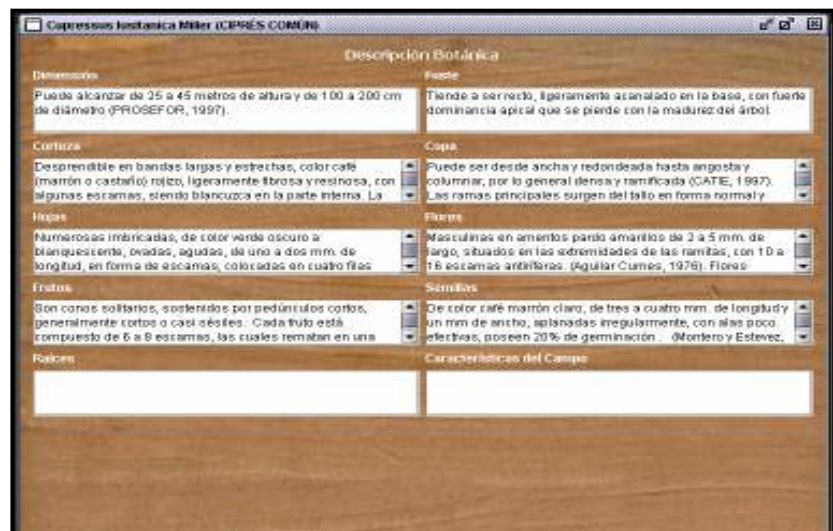 Cupressus lusitanica Miller (CIPRÉS COMÚN)
Descripción Botánica
Dimensión
Fuste
Puede alcanzar de 25 a 45 metros de altura y de 100 a 200 cm
de diámetro (PROSEFOR, 1997).
Tiende a ser recto, ligeramente acanalado en la base, con fuerte
dominancia apical que se pierde con la madurez del árbol.
Corteza
Copa
Desprendible en bandas largas y estrechas, color café
(marrón o castaño) rojizo, ligeramente fibrosa y resinosa, con
algunas escamas, siendo blancuzca en la parte interna. La
Puede ser desde ancha y redondeada hasta angosta y
columnar, por lo general densa y ramificada (CATIE, 1997).
Las ramas principales surgen del tallo en forma normal y
Hojas
Flores
Numerosas imbricadas, de color verde oscuro a
blanquescente, ovadas, agudas, de uno a dos mm. de
longitud, en forma de escamas, colocadas en cuatro filas
Masculinas en amentos pardo amarillos de 2 a 5 mm. de
largo, situados en las extremidades de las ramitas, con 10 a
16 escamas antiríferas. (Aguilar Cumes, 1976). Flores
Frutos
Semillas
Son conos solitarios, sostenidos por pedúnculos cortos,
generalmente cortos o casi sésiles. Cada fruto está
compuesto de 6 a 8 escamas, las cuales rematan en una
De color café marrón claro, de tres a cuatro mm. de longitud y
un mm de ancho, aplanadas irregularmente, con alas poco
efectivas, poseen 20% de germinación . (Montero y Estevez,
Raíces
Características del Campo